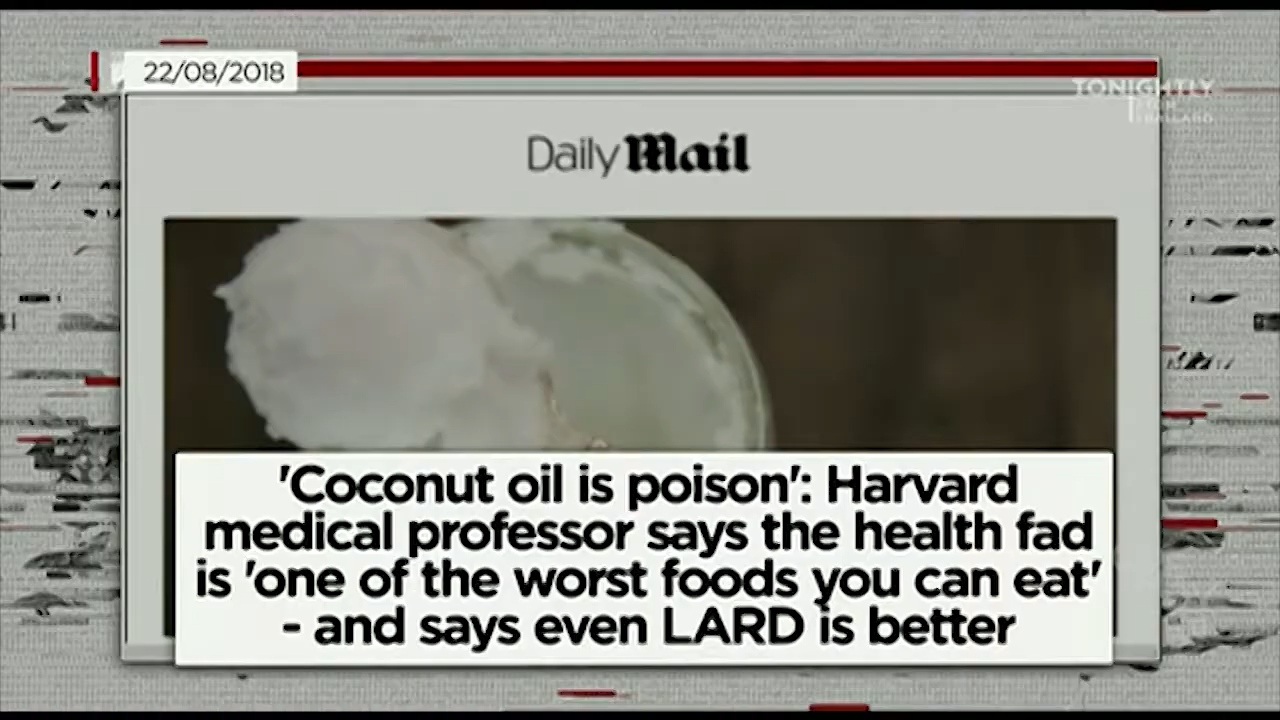 22/08/2018
TONIGHTLY
Daily Mail
'Coconut oil is poison': Harvard
medical professor says the health fad
is 'one of the worst foods you can eat'
- and says even LARD is better